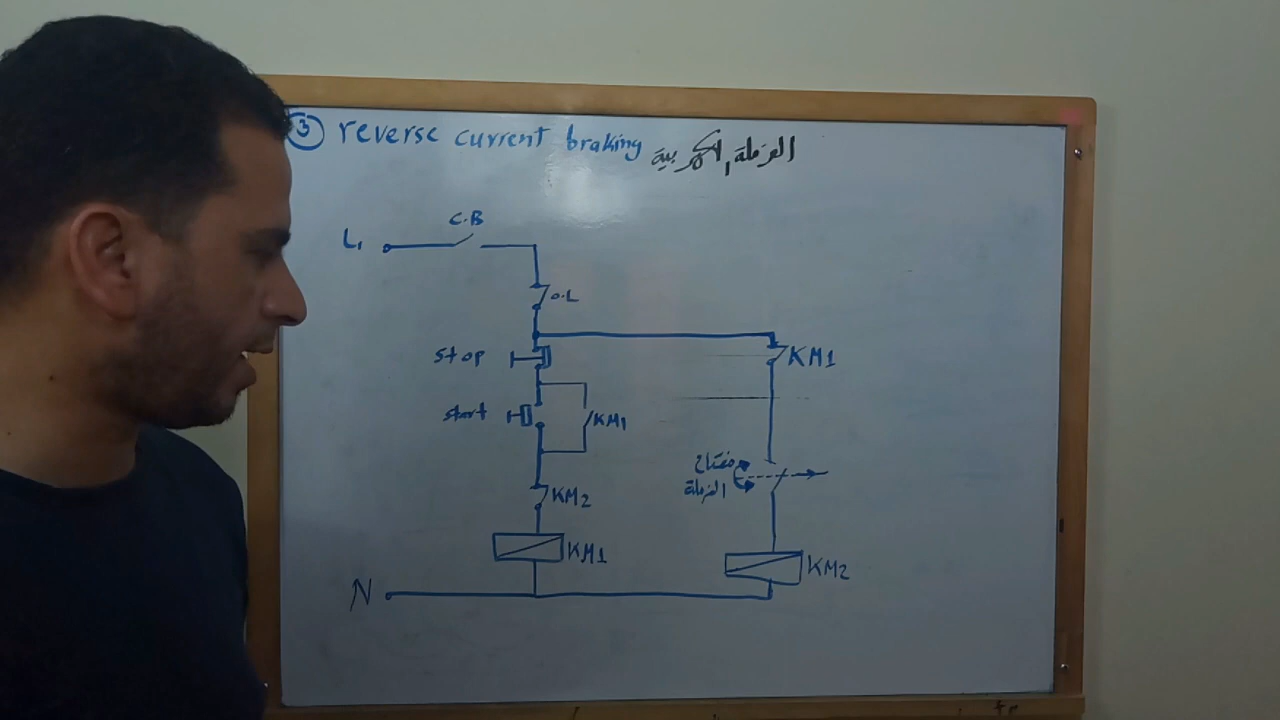 ③ reverse current braking الفرملة الكهربية
C.B
L1
O.L
stop
KM1
start
KM1
مفتاح
الفرملة
KM2
KM1
KM2
N